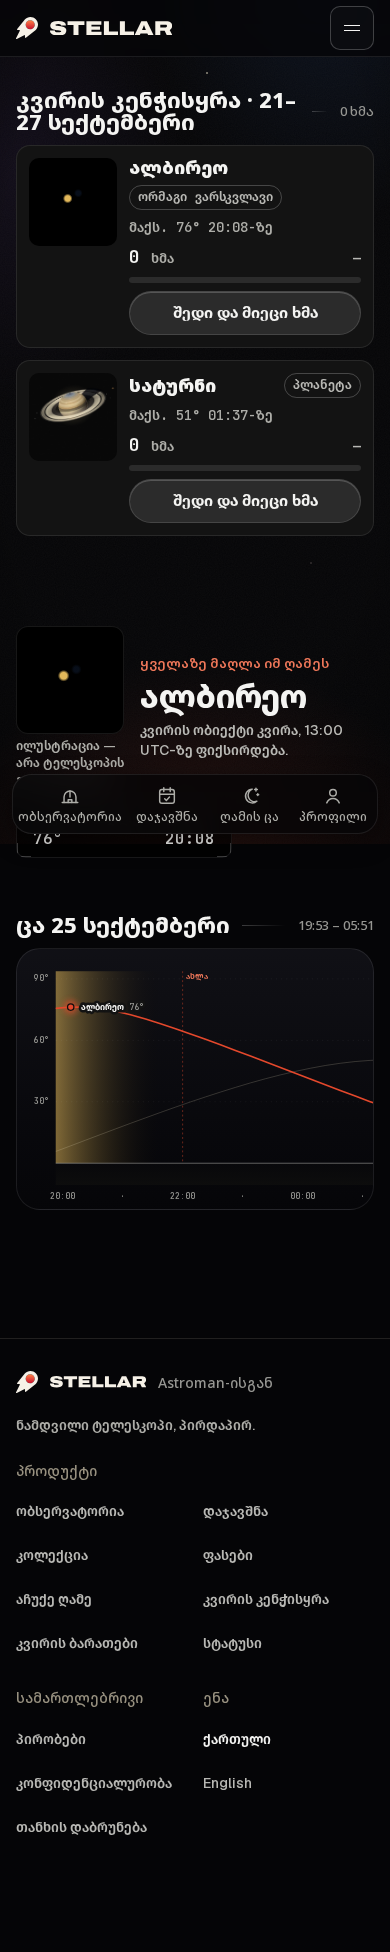 STELLAR
კვირის კენჭისყრა · 21–
27 სექტემბერი
0 ხმა
ალბირეო
ორმაგი ვარსკვლავი
მაქს. 76° 20:08-ზე
0 ხმა —
შედი და მიეცი ხმა
სატურნი
პლანეტა
მაქს. 51° 01:37-ზე
0 ხმა —
შედი და მიეცი ხმა
ყველაზე მაღლა იმ ღამეს
ალბირეო
კვირის ობიექტი კვირა, 13:00
UTC-ზე ფიქსირდება.
ილუსტრაცია —
არა ტელესკოპის
ობსერვატორია
დაჯავშნა
ღამის ცა
პროფილი
76° 20:08
ცა 25 სექტემბერი
19:53 – 05:51
90°
ახლა
ალბირეო 76°
60°
30°
20:00 · 22:00 · 00:00 ·
STELLAR Astroman-ისგან
ნამდვილი ტელესკოპი, პირდაპირ.
პროდუქტი
ობსერვატორია
დაჯავშნა
კოლექცია
ფასები
აჩუქე ღამე
კვირის კენჭისყრა
კვირის ბარათები
სტატუსი
სამართლებრივი
ენა
პირობები
ქართული
კონფიდენციალურობა
English
თანხის დაბრუნება